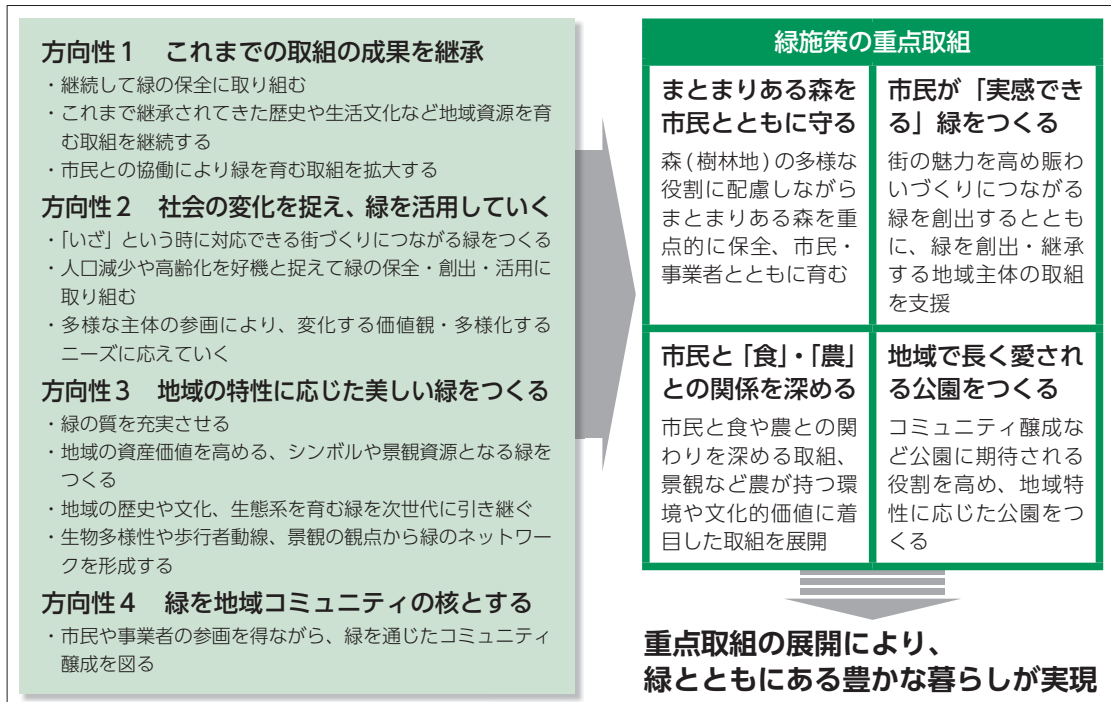 方向性1　これまでの取組の成果を継承
・継続して緑の保全に取り組む
・これまで継承されてきた歴史や生活文化など地域資源を育
む取組を継続する
・市民との協働により緑を育む取組を拡大する
方向性2　社会の変化を捉え、緑を活用していく
・「いざ」という時に対応できる街づくりにつながる緑をつくる
・人口減少や高齢化を好機と捉えて緑の保全・創出・活用に
取り組む
・多様な主体の参画により、変化する価値観・多様化する
ニーズに応えていく
方向性3　地域の特性に応じた美しい緑をつくる
・緑の質を充実させる
・地域の資産価値を高める、シンボルや景観資源となる緑を
つくる
・地域の歴史や文化、生態系を育む緑を次世代に引き継ぐ
・生物多様性や歩行者動線、景観の観点から緑のネットワー
クを形成する
方向性4　緑を地域コミュニティの核とする
・市民や事業者の参画を得ながら、緑を通じたコミュニティ
醸成を図る
緑施策の重点取組
まとまりある森を
市民とともに守る
森(樹林地)の多様な
役割に配慮しながら
まとまりある森を重
点的に保全、市民・
事業者とともに育む
市民が「実感でき
る」緑をつくる
街の魅力を高め賑わ
いづくりにつながる
緑を創出するととも
に、緑を創出・継承
する地域主体の取組
を支援
市民と「食」・「農」
との関係を深める
市民と食や農との関
わりを深める取組、
景観など農が持つ環
境や文化的価値に着
目した取組を展開
地域で長く愛され
る公園をつくる
コミュニティ醸成な
ど公園に期待される
役割を高め、地域特
性に応じた公園をつ
くる
重点取組の展開により、
緑とともにある豊かな暮らしが実現